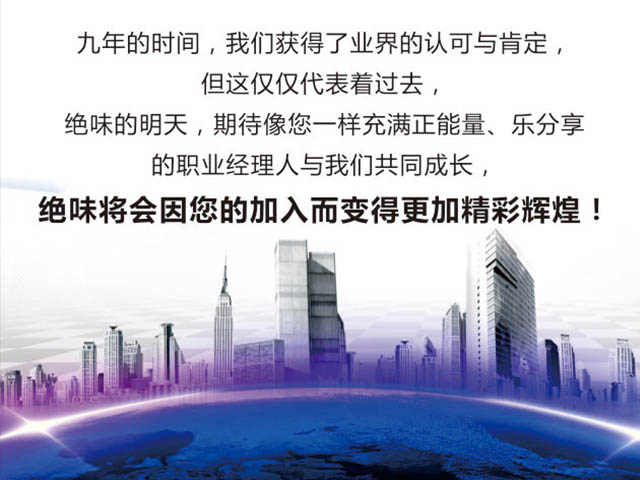 九年的时间，我们获得了业界的认可与肯定，
但这仅仅代表着过去，
绝味的明天，期待像您一样充满正能量、乐分享
的职业经理人与我们共同成长，
绝味将会因您的加入而变得更加精彩辉煌！